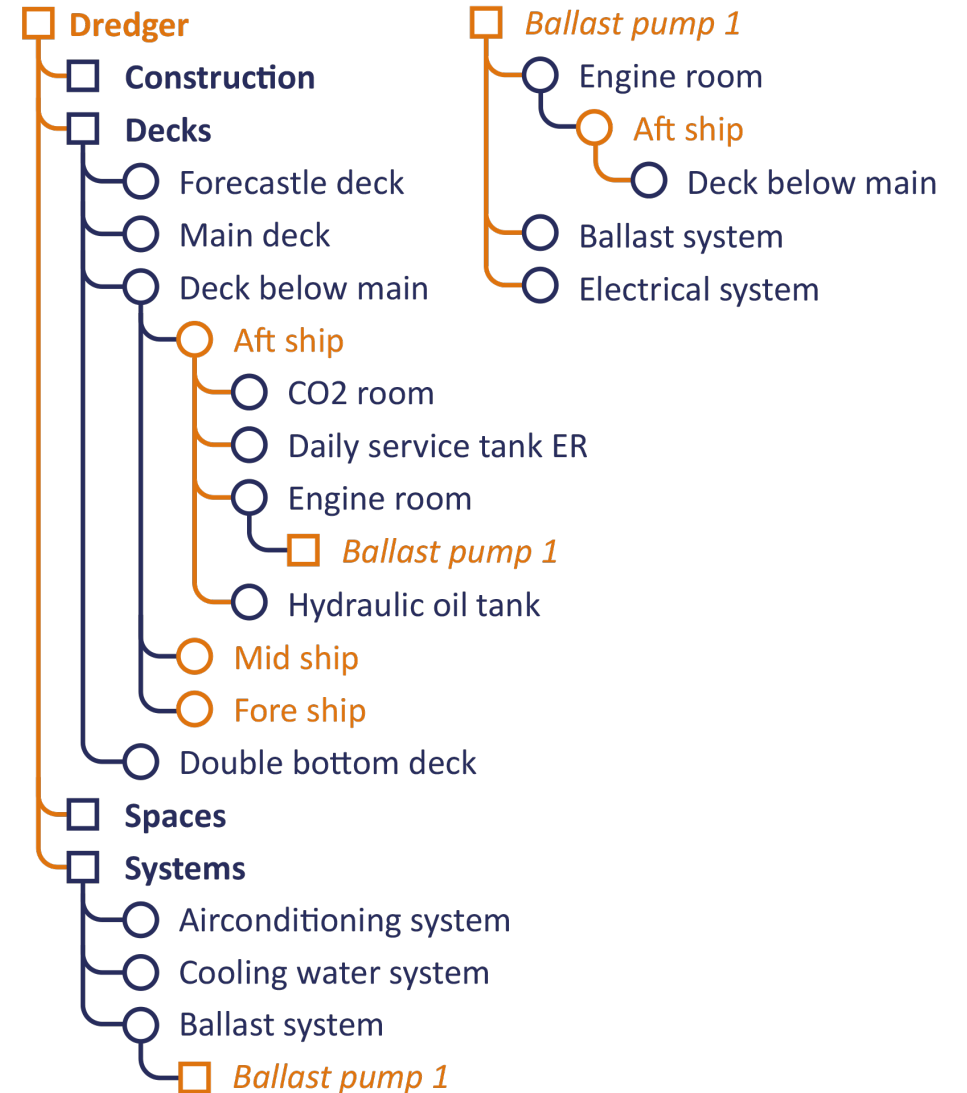 Dredger
Construction
Decks
Forecastle deck
Main deck
Deck below main
Aft ship
CO2 room
Daily service tank ER
Engine room
Ballast pump 1
Hydraulic oil tank
Mid ship
Fore ship
Double bottom deck
Spaces
Systems
Airconditioning system
Cooling water system
Ballast system
Ballast pump 1
Ballast pump 1
Engine room
Aft ship
Deck below main
Ballast system
Electrical system